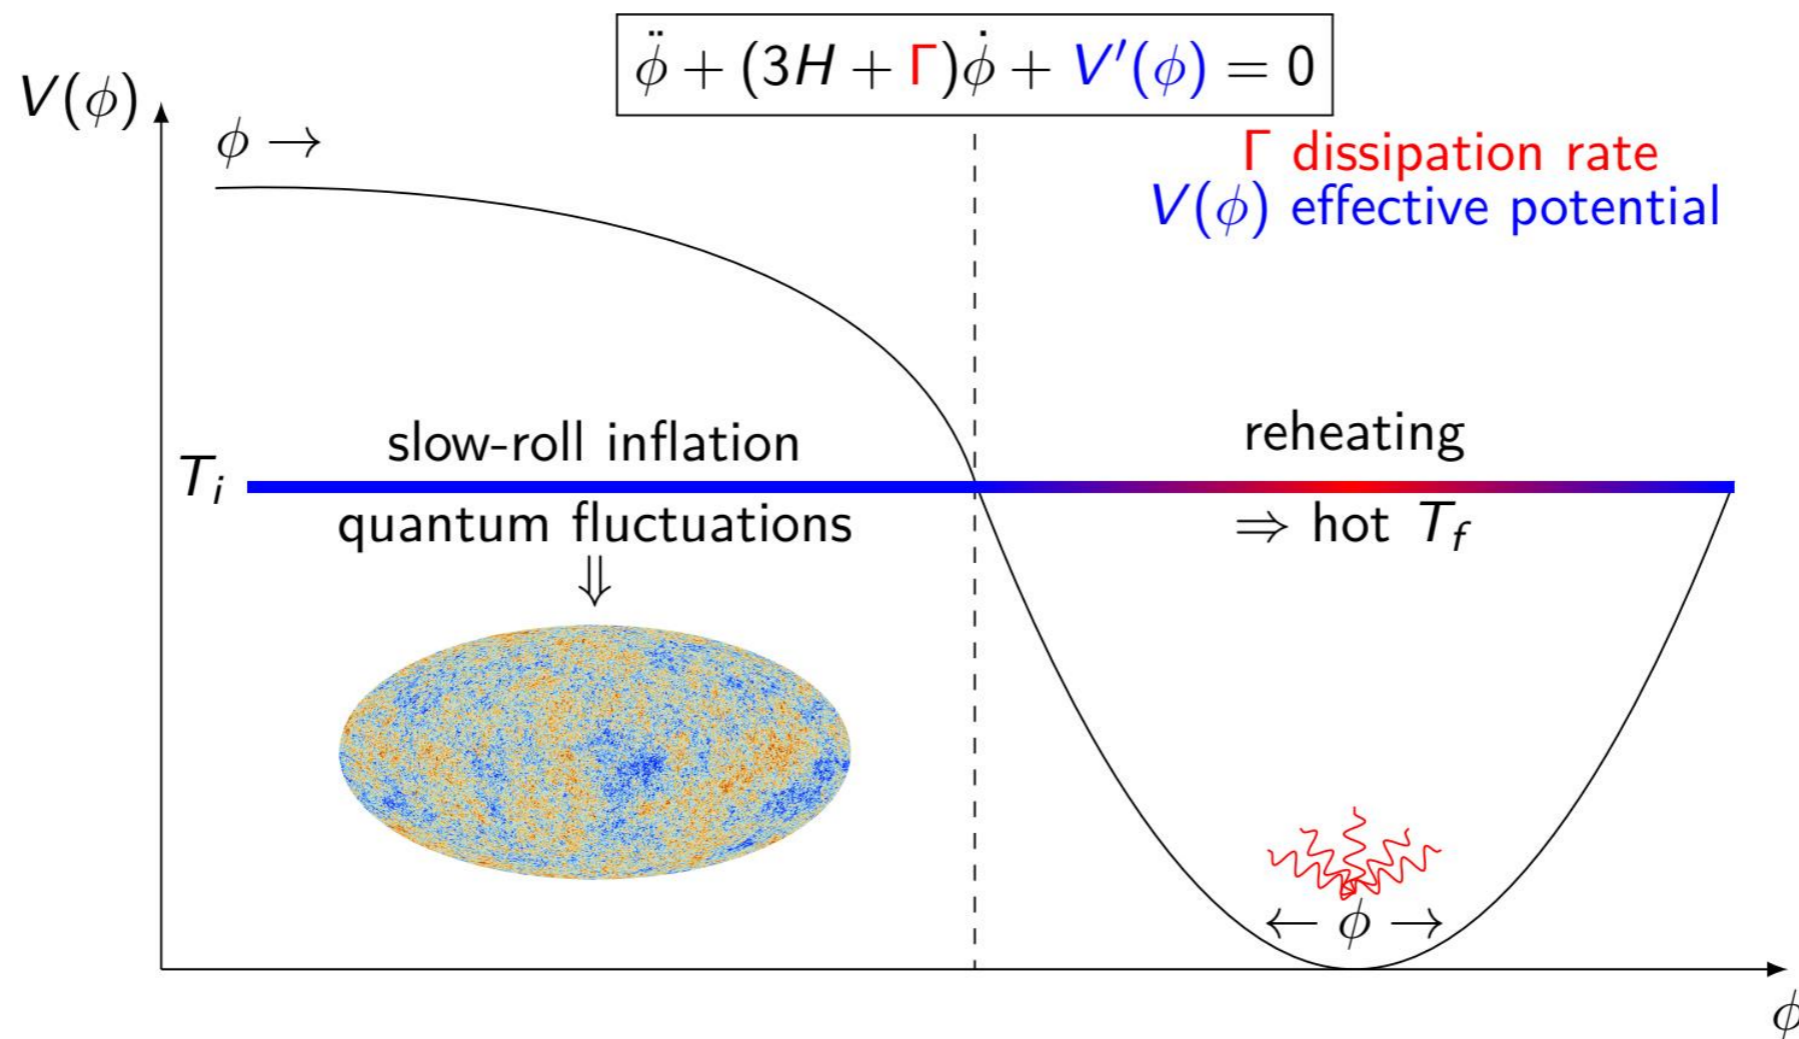 ϕ̈ + (3H + Γ)ϕ̇ + V′(ϕ) = 0
V(ϕ)
ϕ →
Γ dissipation rate
V(ϕ) effective potential
slow-roll inflation
reheating
T_i
quantum fluctuations
⇒ hot T_f
⇓
← ϕ →
ϕ